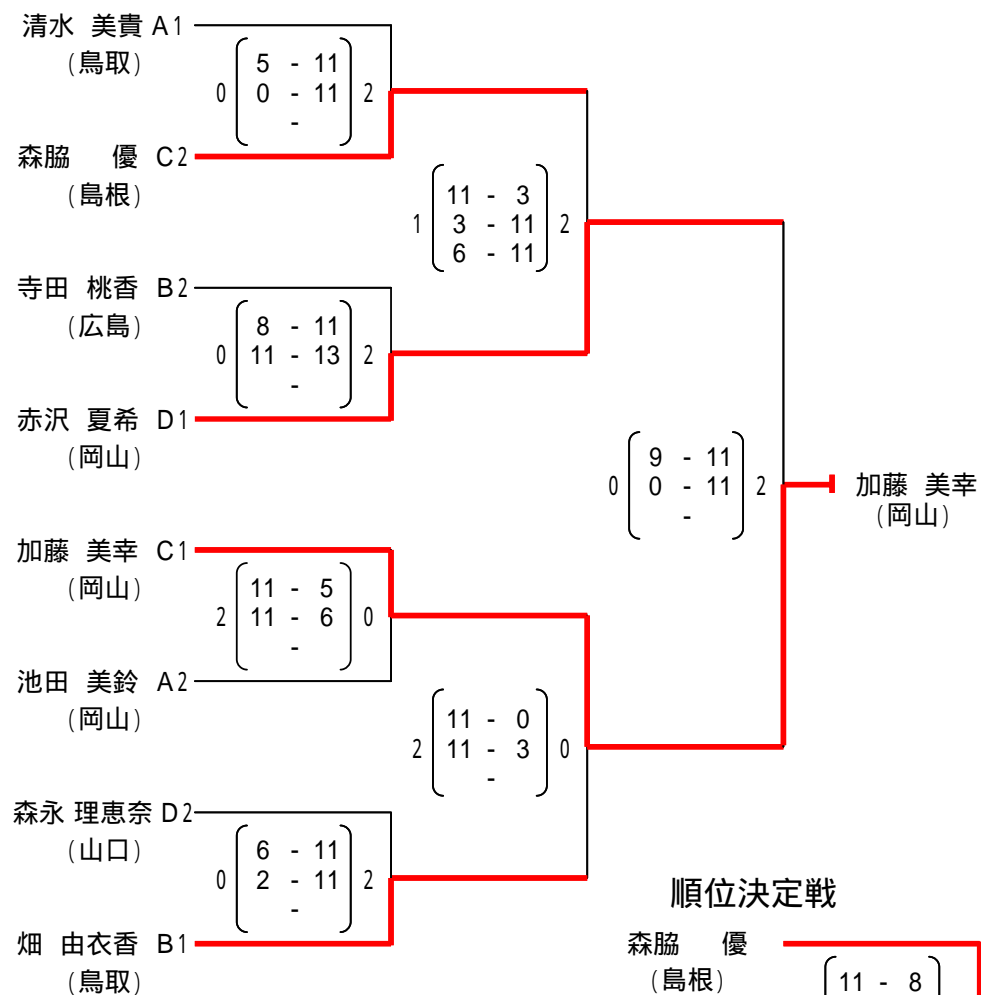 清水 美貴 A1
(鳥取)
5 - 11
0 0 - 11 2
-
森脇 優 C2
(島根)
11 - 3
1 3 - 11 2
6 - 11
寺田 桃香 B2
(広島)
8 - 11
0 11 - 13 2
-
赤沢 夏希 D1
(岡山)
9 - 11
0 0 - 11 2
-
加藤 美幸
(岡山)
加藤 美幸 C1
(岡山)
11 - 5
2 11 - 6 0
-
池田 美鈴 A2
(岡山)
11 - 0
2 11 - 3 0
-
森永 理恵奈 D2
(山口)
6 - 11
0 2 - 11 2
-
畑 由衣香 B1
(鳥取)
順位決定戦
森脇 優
(島根)
11 - 8